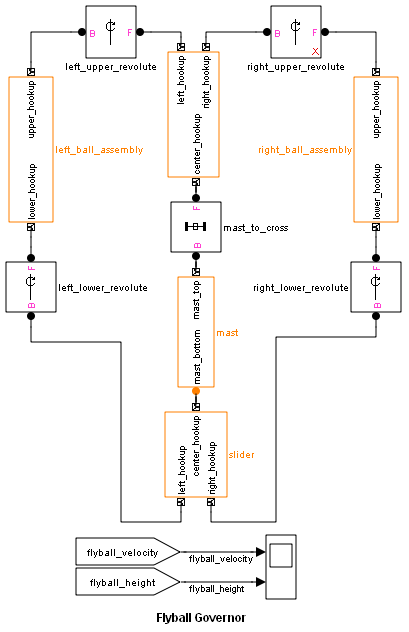 B F
left_upper_revolute
B F
X
right_upper_revolute
left_hookup
right_hookup
center_hookup
upper_hookup
lower_hookup
left_ball_assembly
upper_hookup
lower_hookup
right_ball_assembly
F
B
mast_to_cross
F
B
left_lower_revolute
F
B
right_lower_revolute
mast_top
mast_bottom
mast
center_hookup
left_hookup
right_hookup
slider
flyball_velocity
flyball_velocity
flyball_height
flyball_height
Flyball Governor